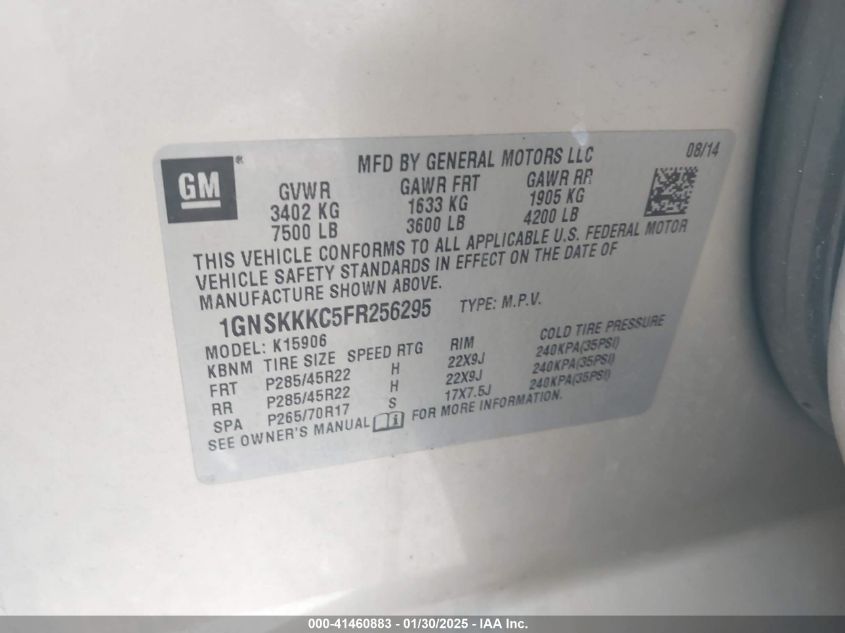 GM®
MFD BY GENERAL MOTORS LLC
08/14
GVWR GAWR FRT GAWR RR
3402 KG 1633 KG 1905 KG
7500 LB 3600 LB 4200 LB
THIS VEHICLE CONFORMS TO ALL APPLICABLE U.S. FEDERAL MOTOR
VEHICLE SAFETY STANDARDS IN EFFECT ON THE DATE OF
MANUFACTURE SHOWN ABOVE.
1GNSKKKC5FR256295 TYPE: M.P.V.
MODEL: K15906
KBNM TIRE SIZE SPEED RTG RIM COLD TIRE PRESSURE
FRT P285/45R22 H 22X9J 240KPA(35PSI)
RR P285/45R22 H 22X9J 240KPA(35PSI)
SPA P265/70R17 S 17X7.5J 240KPA(35PSI)
SEE OWNER'S MANUAL FOR MORE INFORMATION.
000-41460883 - 01/30/2025 - IAA Inc.